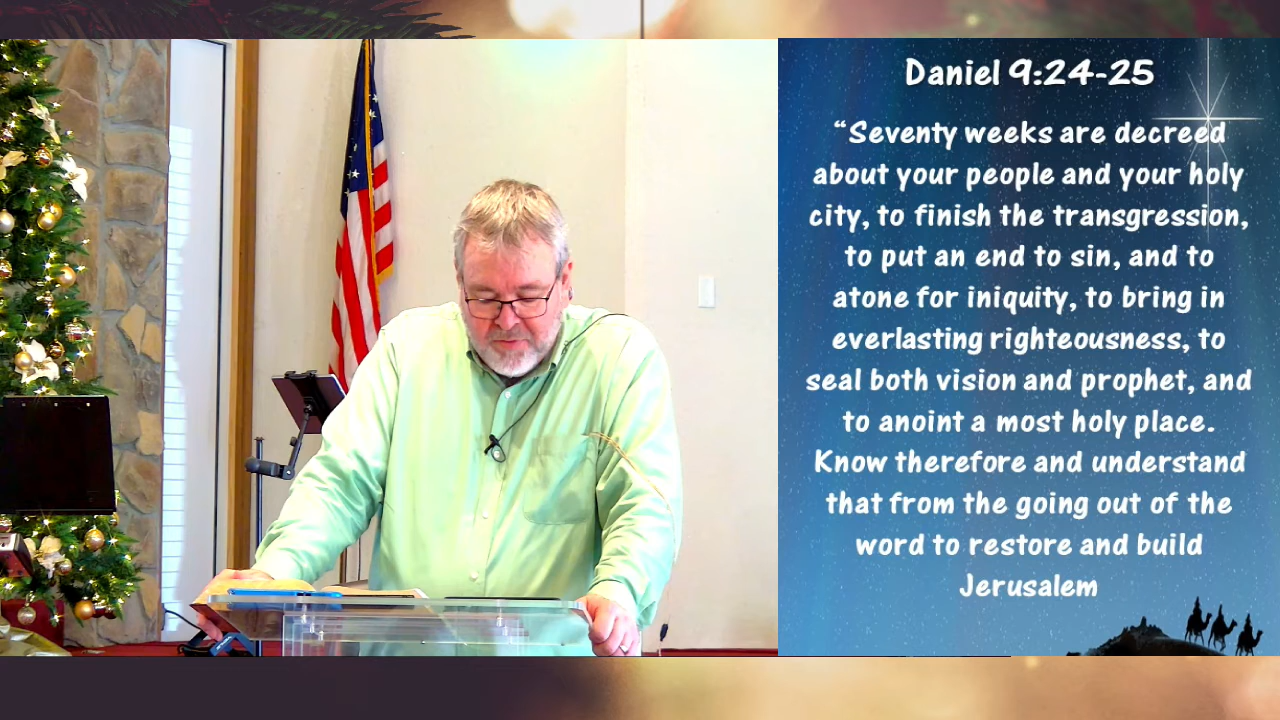 Daniel 9:24-25
“Seventy weeks are decreed
about your people and your holy
city, to finish the transgression,
to put an end to sin, and to
atone for iniquity, to bring in
everlasting righteousness, to
seal both vision and prophet, and
to anoint a most holy place.
Know therefore and understand
that from the going out of the
word to restore and build
Jerusalem